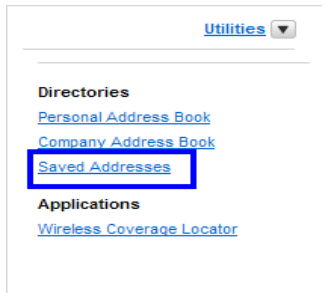 Utilities
Directories
Personal Address Book
Company Address Book
Saved Addresses
Applications
Wireless Coverage Locator